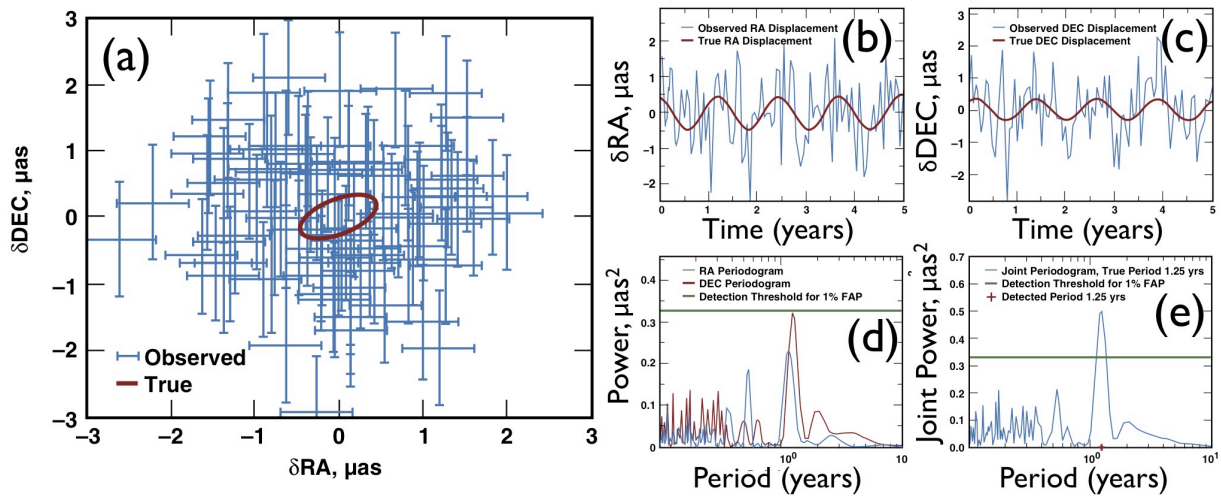 (a)
3
2
1
0
−1
−2
−3
δDEC, μas
Observed
True
−3
−2
−1
0
1
2
3
δRA, μas
(b)
Observed RA Displacement
True RA Displacement
2
1
0
−1
−2
δRA, μas
0
1
2
3
4
5
Time (years)
(c)
Observed DEC Displacement
True DEC Displacement
3
2
1
0
−1
−2
δDEC, μas
0
1
2
3
4
5
Time (years)
(d)
RA Periodogram
DEC Periodogram
Detection Threshold for 1% FAP
0.4
0.3
0.2
0.1
0
Power, μas²
10⁰
10
Period (years)
(e)
Joint Periodogram, True Period 1.25 yrs
Detection Threshold for 1% FAP
Detected Period 1.25 yrs
0.7
0.6
0.5
0.4
0.3
0.2
0.1
0.0
Joint Power, μas²
10⁰
10¹
Period (years)